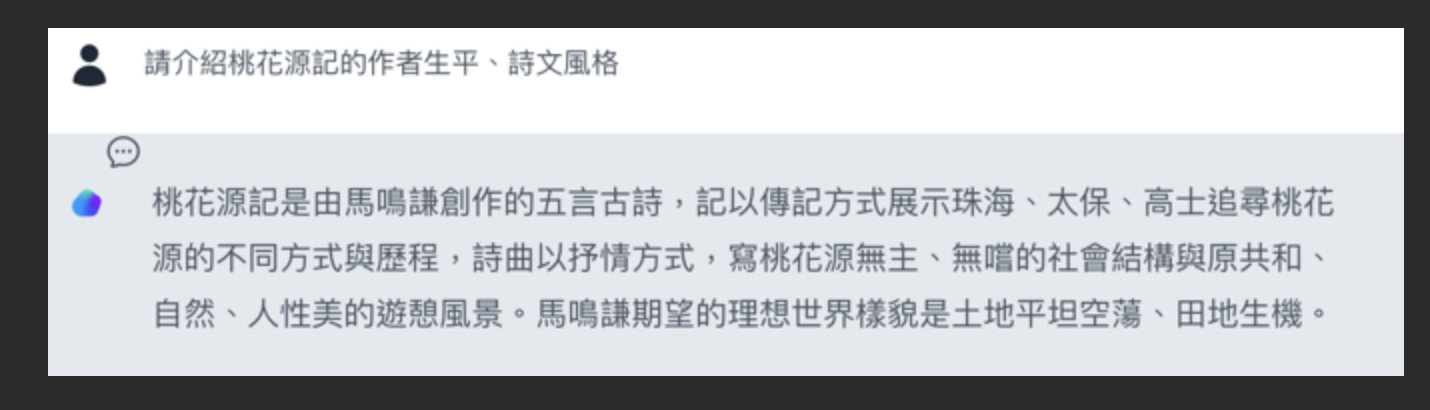 請介紹桃花源記的作者生平、詩文風格
桃花源記是由馬鳴謙創作的五言古詩，記以傳記方式展示珠海、太保、高士追尋桃花
源的不同方式與歷程，詩曲以抒情方式，寫桃花源無主、無嚐的社會結構與原共和、
自然、人性美的遊憩風景。馬鳴謙期望的理想世界樣貌是土地平坦空蕩、田地生機。